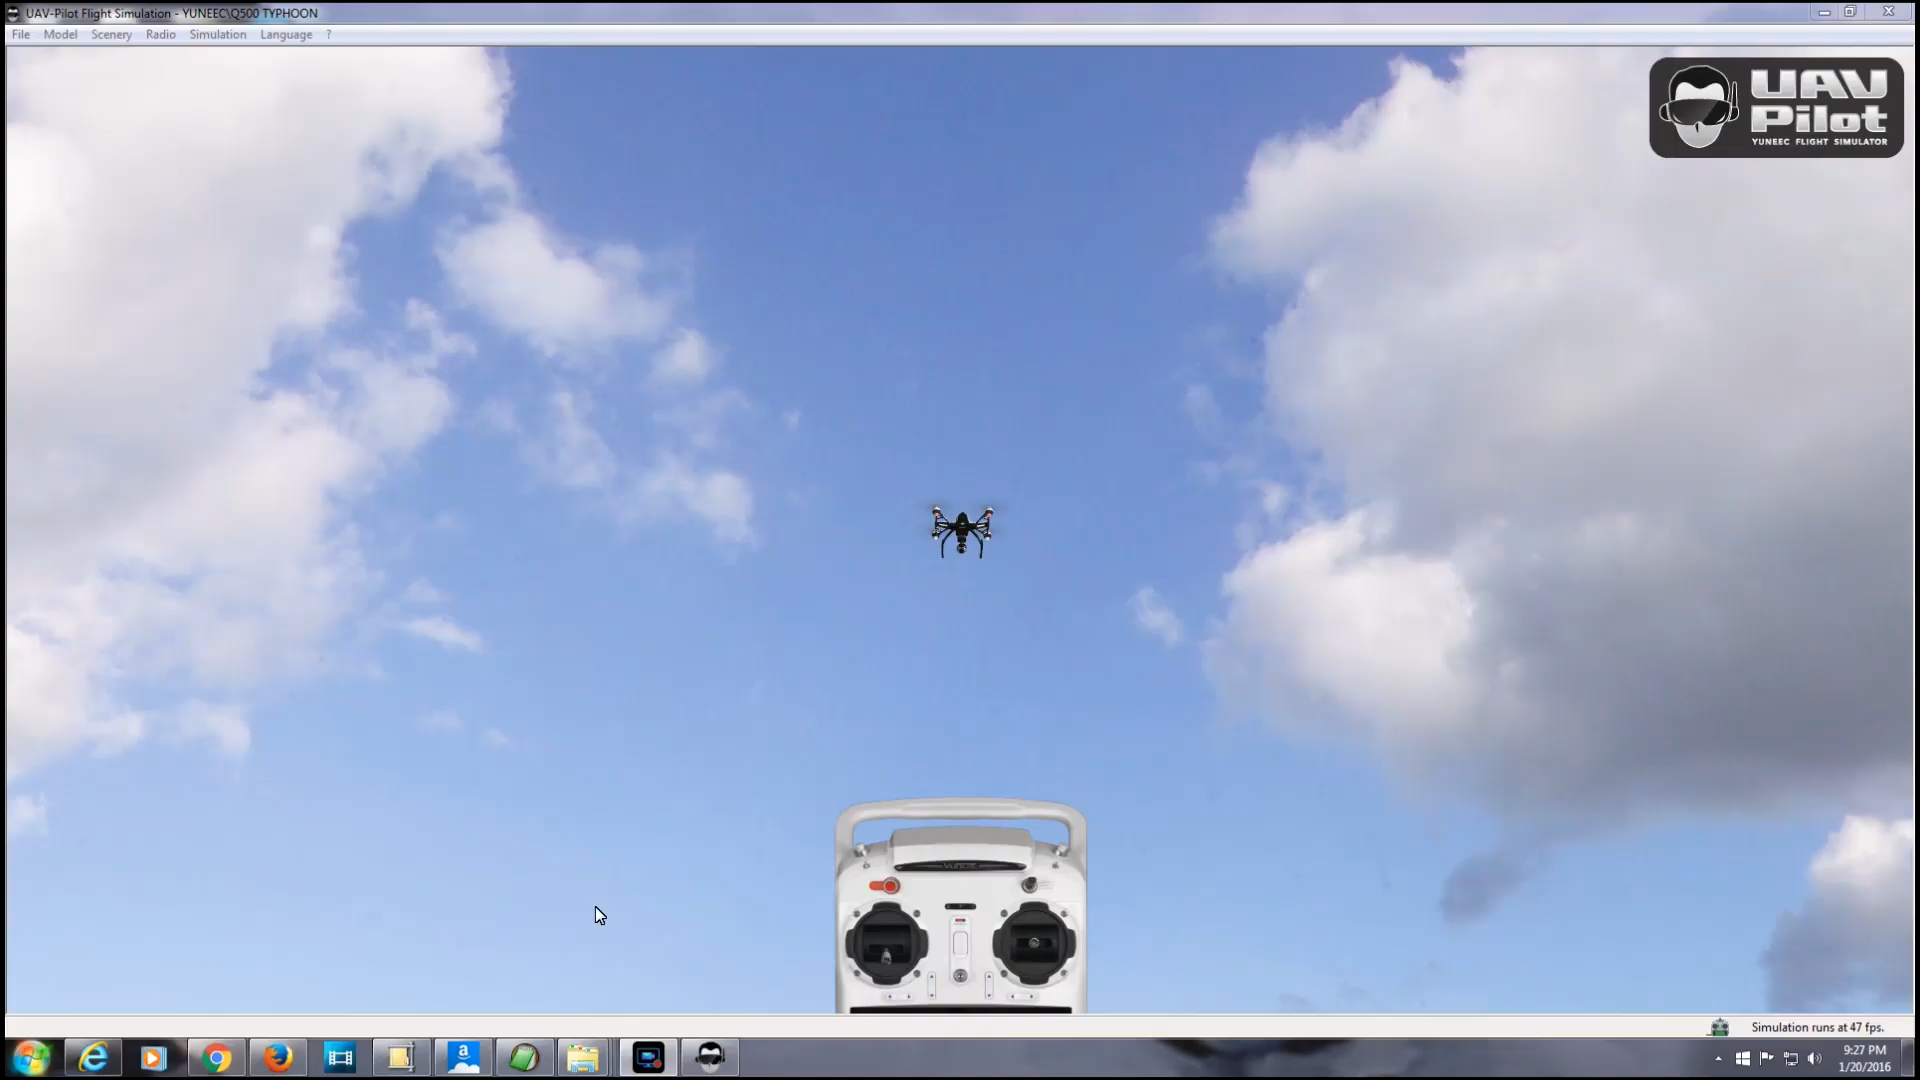 UAV-Pilot Flight Simulation - YUNEEC\Q500 TYPHOON
File Model Scenery Radio Simulation Language ?
UAV
Pilot
YUNEEC FLIGHT SIMULATOR
YUNEEC
Simulation runs at 47 fps.
9:27 PM
1/20/2016